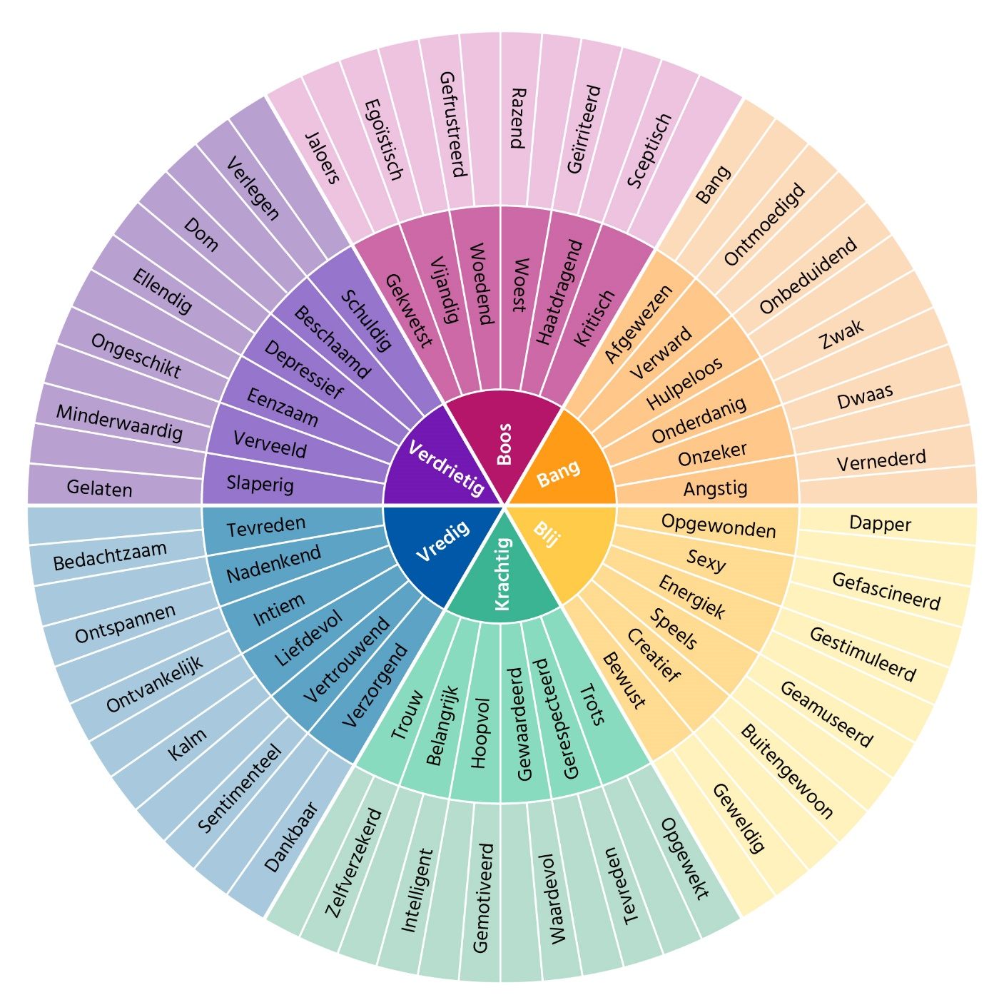 Boos
Bang
Blij
Krachtig
Vredig
Verdrietig
Gekwetst
Vijandig
Woedend
Woest
Haatdragend
Kritisch
Afgewezen
Verward
Hulpeloos
Onderdanig
Onzeker
Angstig
Opgewonden
Sexy
Energiek
Speels
Creatief
Bewust
Trots
Gerespecteerd
Gewaardeerd
Hoopvol
Belangrijk
Trouw
Verzorgend
Vertrouwend
Liefdevol
Intiem
Nadenkend
Tevreden
Slaperig
Verveeld
Eenzaam
Depressief
Beschaamd
Schuldig
Jaloers
Egoïstisch
Gefrustreerd
Razend
Geïrriteerd
Sceptisch
Bang
Ontmoedigd
Onbeduidend
Zwak
Dwaas
Vernederd
Dapper
Gefascineerd
Gestimuleerd
Geamuseerd
Buitengewoon
Geweldig
Opgewekt
Tevreden
Waardevol
Gemotiveerd
Intelligent
Zelfverzekerd
Dankbaar
Sentimenteel
Kalm
Ontvankelijk
Ontspannen
Bedachtzaam
Gelaten
Minderwaardig
Ongeschikt
Ellendig
Dom
Verlegen